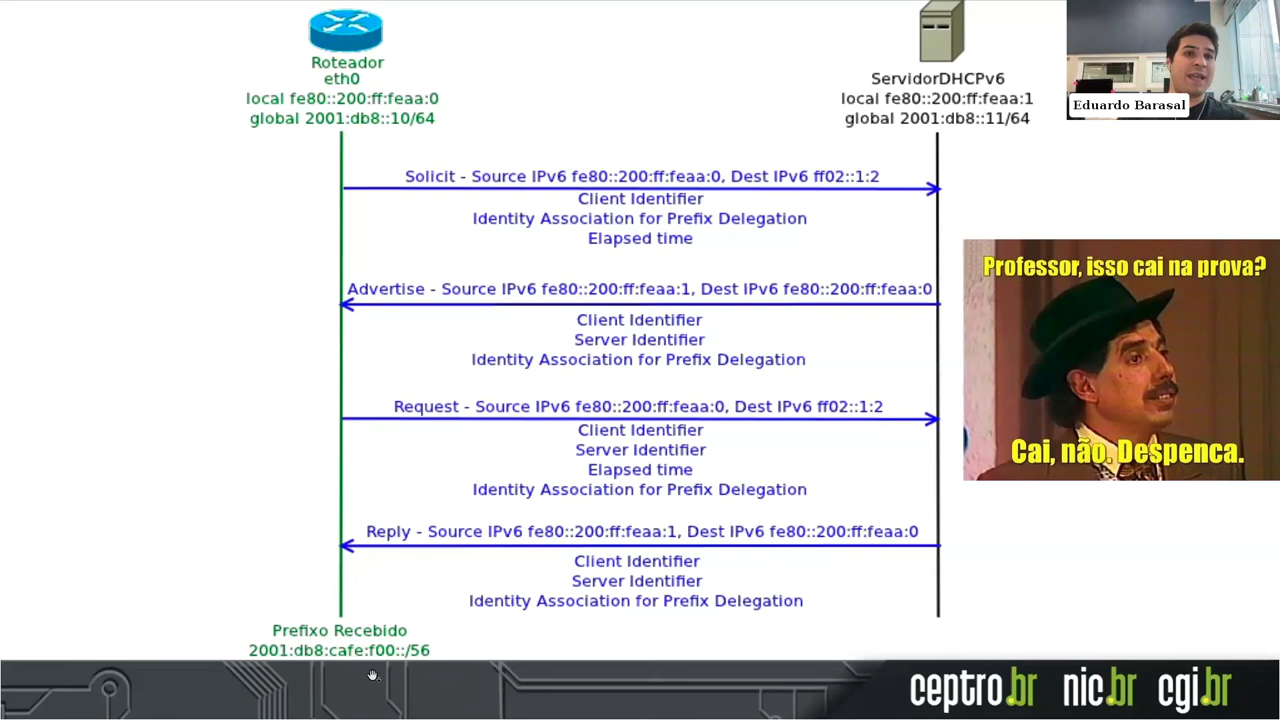 Roteador
eth0
local fe80::200:ff:feaa:0
global 2001:db8::10/64
ServidorDHCPv6
local fe80::200:ff:feaa:1
global 2001:db8::11/64
Eduardo Barasal
Solicit - Source IPv6 fe80::200:ff:feaa:0, Dest IPv6 ff02::1:2
Client Identifier
Identity Association for Prefix Delegation
Elapsed time
Advertise - Source IPv6 fe80::200:ff:feaa:1, Dest IPv6 fe80::200:ff:feaa:0
Client Identifier
Server Identifier
Identity Association for Prefix Delegation
Request - Source IPv6 fe80::200:ff:feaa:0, Dest IPv6 ff02::1:2
Client Identifier
Server Identifier
Elapsed time
Identity Association for Prefix Delegation
Reply - Source IPv6 fe80::200:ff:feaa:1, Dest IPv6 fe80::200:ff:feaa:0
Client Identifier
Server Identifier
Identity Association for Prefix Delegation
Prefixo Recebido
2001:db8:cafe:f00::/56
Professor, isso cai na prova?
Cai, não. Despenca.
ceptro.br nic.br cgi.br